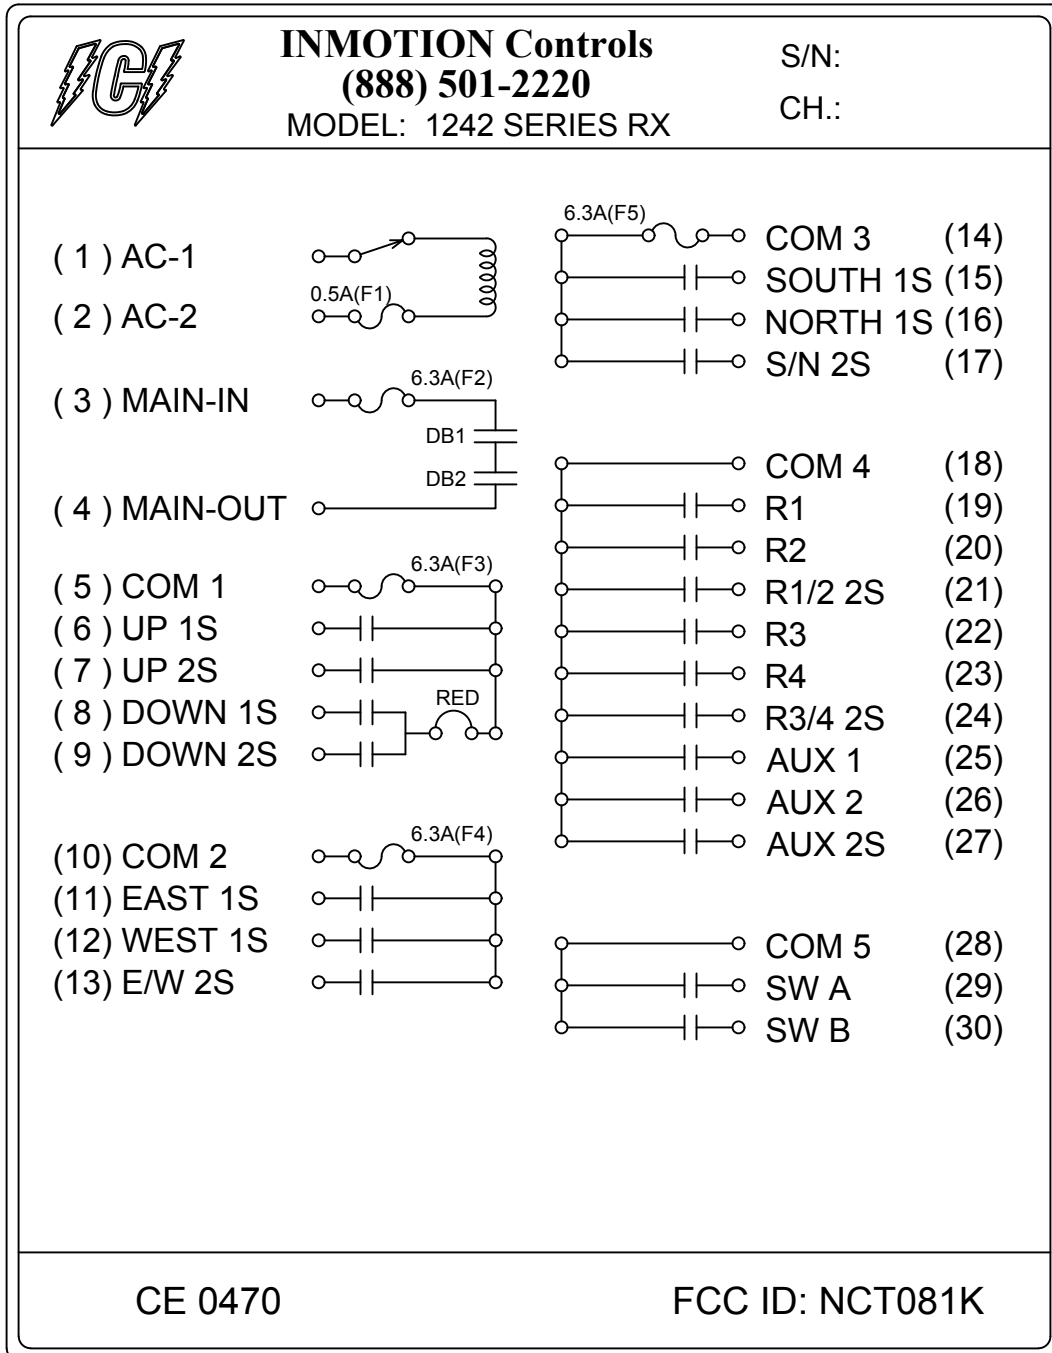 ICI
INMOTION Controls
(888) 501-2220
MODEL: 1242 SERIES RX
S/N:
CH.:
( 1 ) AC-1
0.5A(F1)
( 2 ) AC-2
6.3A(F2)
( 3 ) MAIN-IN
DB1
DB2
( 4 ) MAIN-OUT
6.3A(F3)
( 5 ) COM 1
( 6 ) UP 1S
( 7 ) UP 2S
RED
( 8 ) DOWN 1S
( 9 ) DOWN 2S
6.3A(F4)
(10) COM 2
(11) EAST 1S
(12) WEST 1S
(13) E/W 2S
6.3A(F5)
COM 3 (14)
SOUTH 1S (15)
NORTH 1S (16)
S/N 2S (17)
COM 4 (18)
R1 (19)
R2 (20)
R1/2 2S (21)
R3 (22)
R4 (23)
R3/4 2S (24)
AUX 1 (25)
AUX 2 (26)
AUX 2S (27)
COM 5 (28)
SW A (29)
SW B (30)
CE 0470
FCC ID: NCT081K